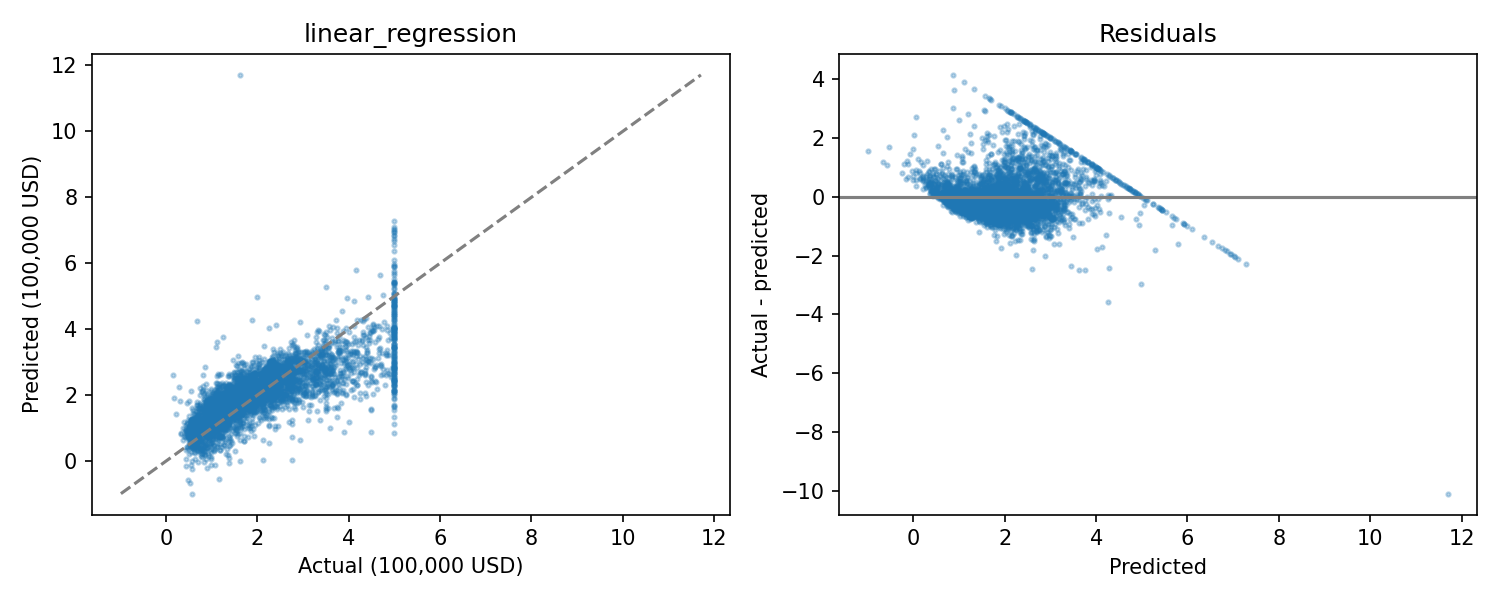 linear_regression
Predicted (100,000 USD)
12
10
8
6
4
2
0
0 2 4 6 8 10 12
Actual (100,000 USD)
Residuals
Actual - predicted
4
2
0
−2
−4
−6
−8
−10
0 2 4 6 8 10 12
Predicted